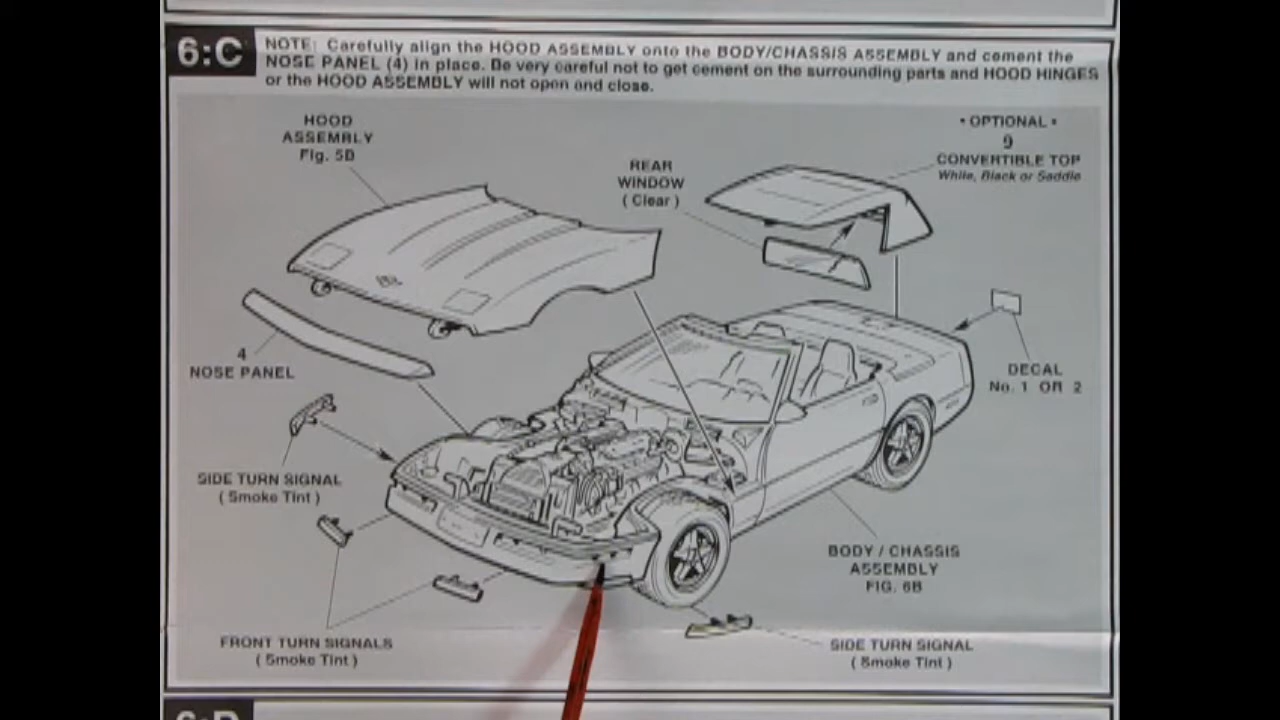 6:C
NOTE: Carefully align the HOOD ASSEMBLY onto the BODY/CHASSIS ASSEMBLY and cement the
NOSE PANEL (4) in place. Be very careful not to get cement on the surrounding parts and HOOD HINGES
or the HOOD ASSEMBLY will not open and close.
HOOD
ASSEMBLY
Fig. 5D
REAR
WINDOW
( Clear )
• OPTIONAL •
9
CONVERTIBLE TOP
White, Black or Saddle
4
NOSE PANEL
DECAL
No. 1 OR 2
SIDE TURN SIGNAL
( Smoke Tint )
BODY / CHASSIS
ASSEMBLY
FIG. 6B
FRONT TURN SIGNALS
( Smoke Tint )
SIDE TURN SIGNAL
( Smoke Tint )
6:D